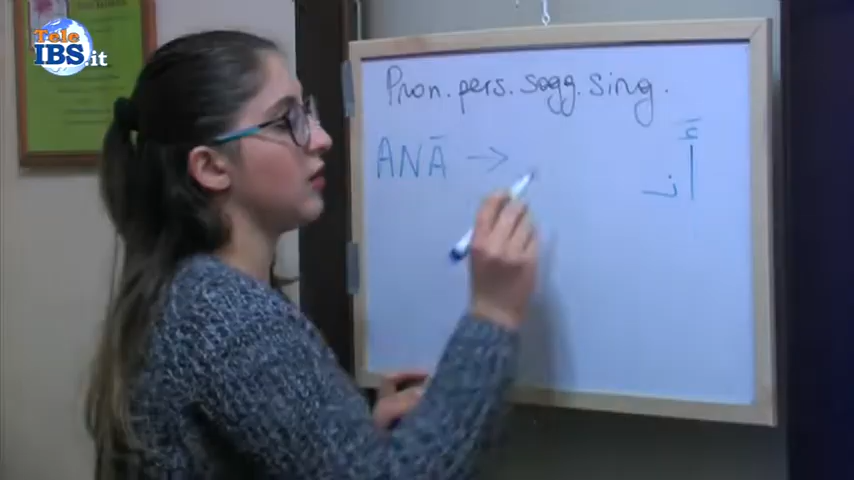 Tele
IBS.it
Pron. pers. sogg. sing.
ANĀ →